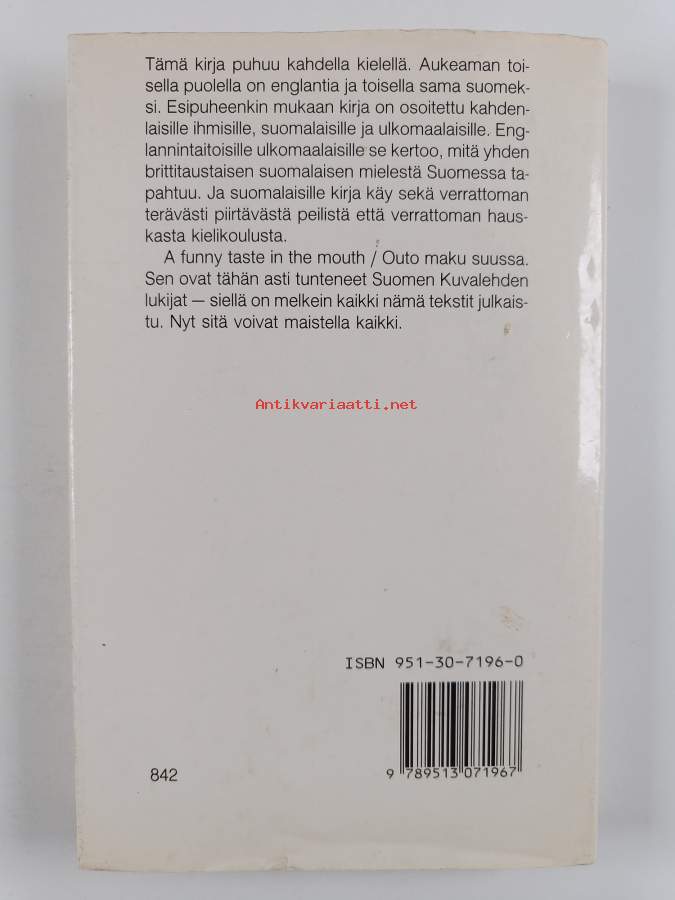 Tämä kirja puhuu kahdella kielellä. Aukeaman toi-
sella puolella on englantia ja toisella sama suomek-
si. Esipuheenkin mukaan kirja on osoitettu kahden-
laisille ihmisille, suomalaisille ja ulkomaalaisille. Eng-
lannintaitoisille ulkomaalaisille se kertoo, mitä yhden
brittitaustaisen suomalaisen mielestä Suomessa ta-
pahtuu. Ja suomalaisille kirja käy sekä verrattoman
terävästi piirtävästä peilistä että verrattoman haus-
kasta kielikoulusta.
A funny taste in the mouth / Outo maku suussa.
Sen ovat tähän asti tunteneet Suomen Kuvalehden
lukijat — siellä on melkein kaikki nämä tekstit julkais-
tu. Nyt sitä voivat maistella kaikki.
Antikvariaatti.net
ISBN 951-30-7196-0
842
9 789513 071967